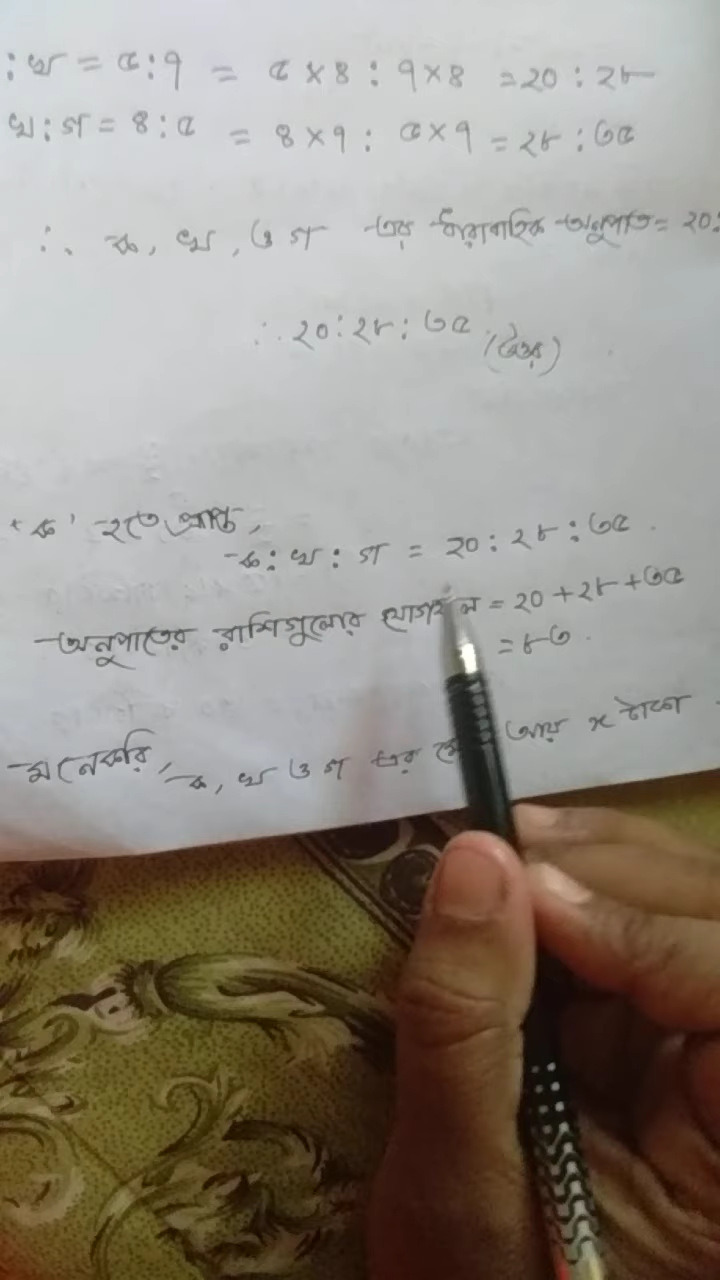 : খ = ৫ : ৭ = ৫ × ৪ : ৭ × ৪ = ২০ : ২৮
খ : গ = ৪ : ৫ = ৪ × ৭ : ৫ × ৭ = ২৮ : ৩৫
∴ ক, খ, ও গ এর ধারাবাহিক অনুপাত = ২০ :
∴ ২০ : ২৮ : ৩৫ (উত্তর)
'ক' হতে প্রাপ্ত,
ক : খ : গ = ২০ : ২৮ : ৩৫ .
অনুপাতের রাশিগুলোর যোগফল = ২০ + ২৮ + ৩৫
= ৮৩ .
মনেকরি, ক, খ ও গ এর আয় x টাকা